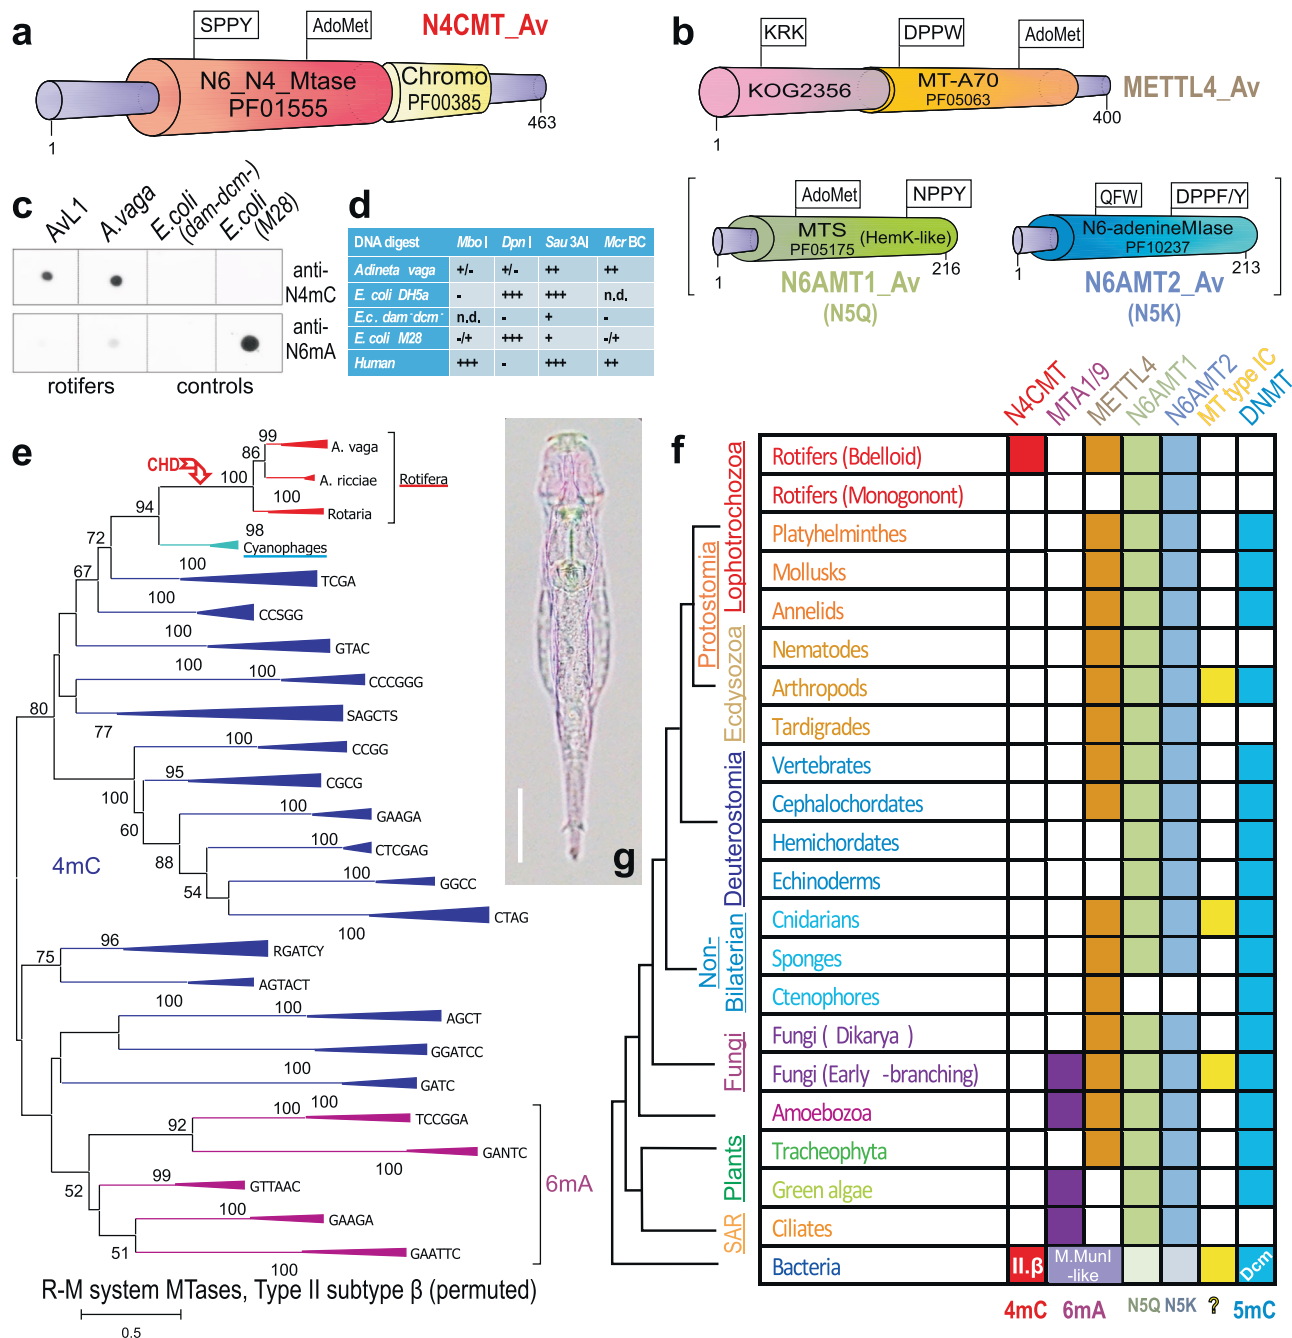 a
SPPY
AdoMet
N4CMT_Av
N6_N4_Mtase
PF01555
Chromo
PF00385
1
463
b
KRK
DPPW
AdoMet
KOG2356
MT-A70
PF05063
METTL4_Av
1
400
AdoMet
NPPY
MTS
PF05175
(HemK-like)
1
216
N6AMT1_Av
(N5Q)
QFW
DPPF/Y
N6-adenineMlase
PF10237
1
213
N6AMT2_Av
(N5K)
c
AvL1
A.vaga
E.coli
(dam-dcm-)
E.coli
(M28)
anti-
N4mC
anti-
N6mA
rotifers
controls
d
DNA digest Mbo I Dpn I Sau 3AI Mcr BC
Adineta vaga +/- +/- ++ ++
E. coli DH5a - +++ +++ n.d.
E.c. dam-dcm- n.d. - + -
E. coli M28 -/+ +++ + -/+
Human +++ - +++ ++
e
CHD
99
A. vaga
86
A. ricciae
100
100
Rotaria
Rotifera
94
98
Cyanophages
72
100
TCGA
67
100
CCSGG
100
GTAC
100
100
CCCGGG
80
77
SAGCTS
100
CCGG
95
CGCG
100
60
100
GAAGA
88
100
CTCGAG
54
100
GGCC
100
CTAG
4mC
75
96
RGATCY
AGTACT
100
100
AGCT
GGATCC
100
GATC
100
100
TCCGGA
92
100
GANTC
52
99
GTTAAC
100
GAAGA
51
100
GAATTC
6mA
R-M system MTases, Type II subtype β (permuted)
0.5
f
g
N4CMT
MTA1/9
METTL4
N6AMT1
N6AMT2
MT type IC
DNMT
Protostomia
Lophotrochozoa
Ecdysozoa
Deuterostomia
Non-
Bilaterian
Fungi
Plants
SAR
Rotifers (Bdelloid)
Rotifers (Monogonont)
Platyhelminthes
Mollusks
Annelids
Nematodes
Arthropods
Tardigrades
Vertebrates
Cephalochordates
Hemichordates
Echinoderms
Cnidarians
Sponges
Ctenophores
Fungi ( Dikarya )
Fungi (Early -branching)
Amoebozoa
Tracheophyta
Green algae
Ciliates
Bacteria
II.β
M.MunI
-like
Dcm
4mC 6mA N5Q N5K ? 5mC